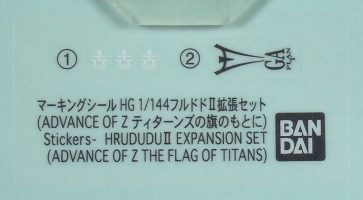 ① ②
マーキングシール HG 1/144フルドドⅡ拡張セット
(ADVANCE OF Z ティターンズの旗のもとに)
Stickers- HRUDUDUⅡ EXPANSION SET
(ADVANCE OF Z THE FLAG OF TITANS)
BAN
DAI